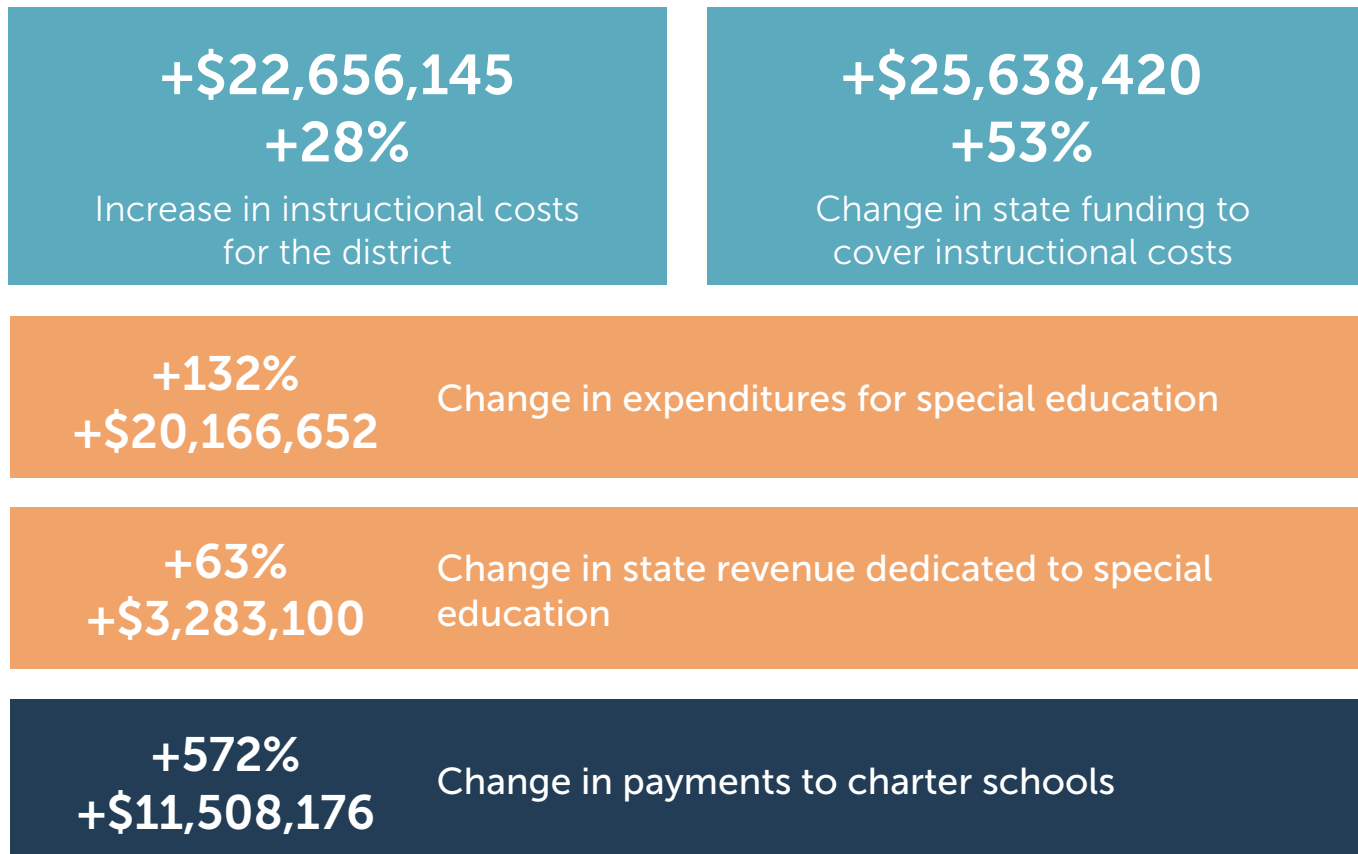 +$22,656,145
+28%
Increase in instructional costs
for the district
+$25,638,420
+53%
Change in state funding to
cover instructional costs
+132%
+$20,166,652
Change in expenditures for special education
+63%
+$3,283,100
Change in state revenue dedicated to special
education
+572%
+$11,508,176
Change in payments to charter schools